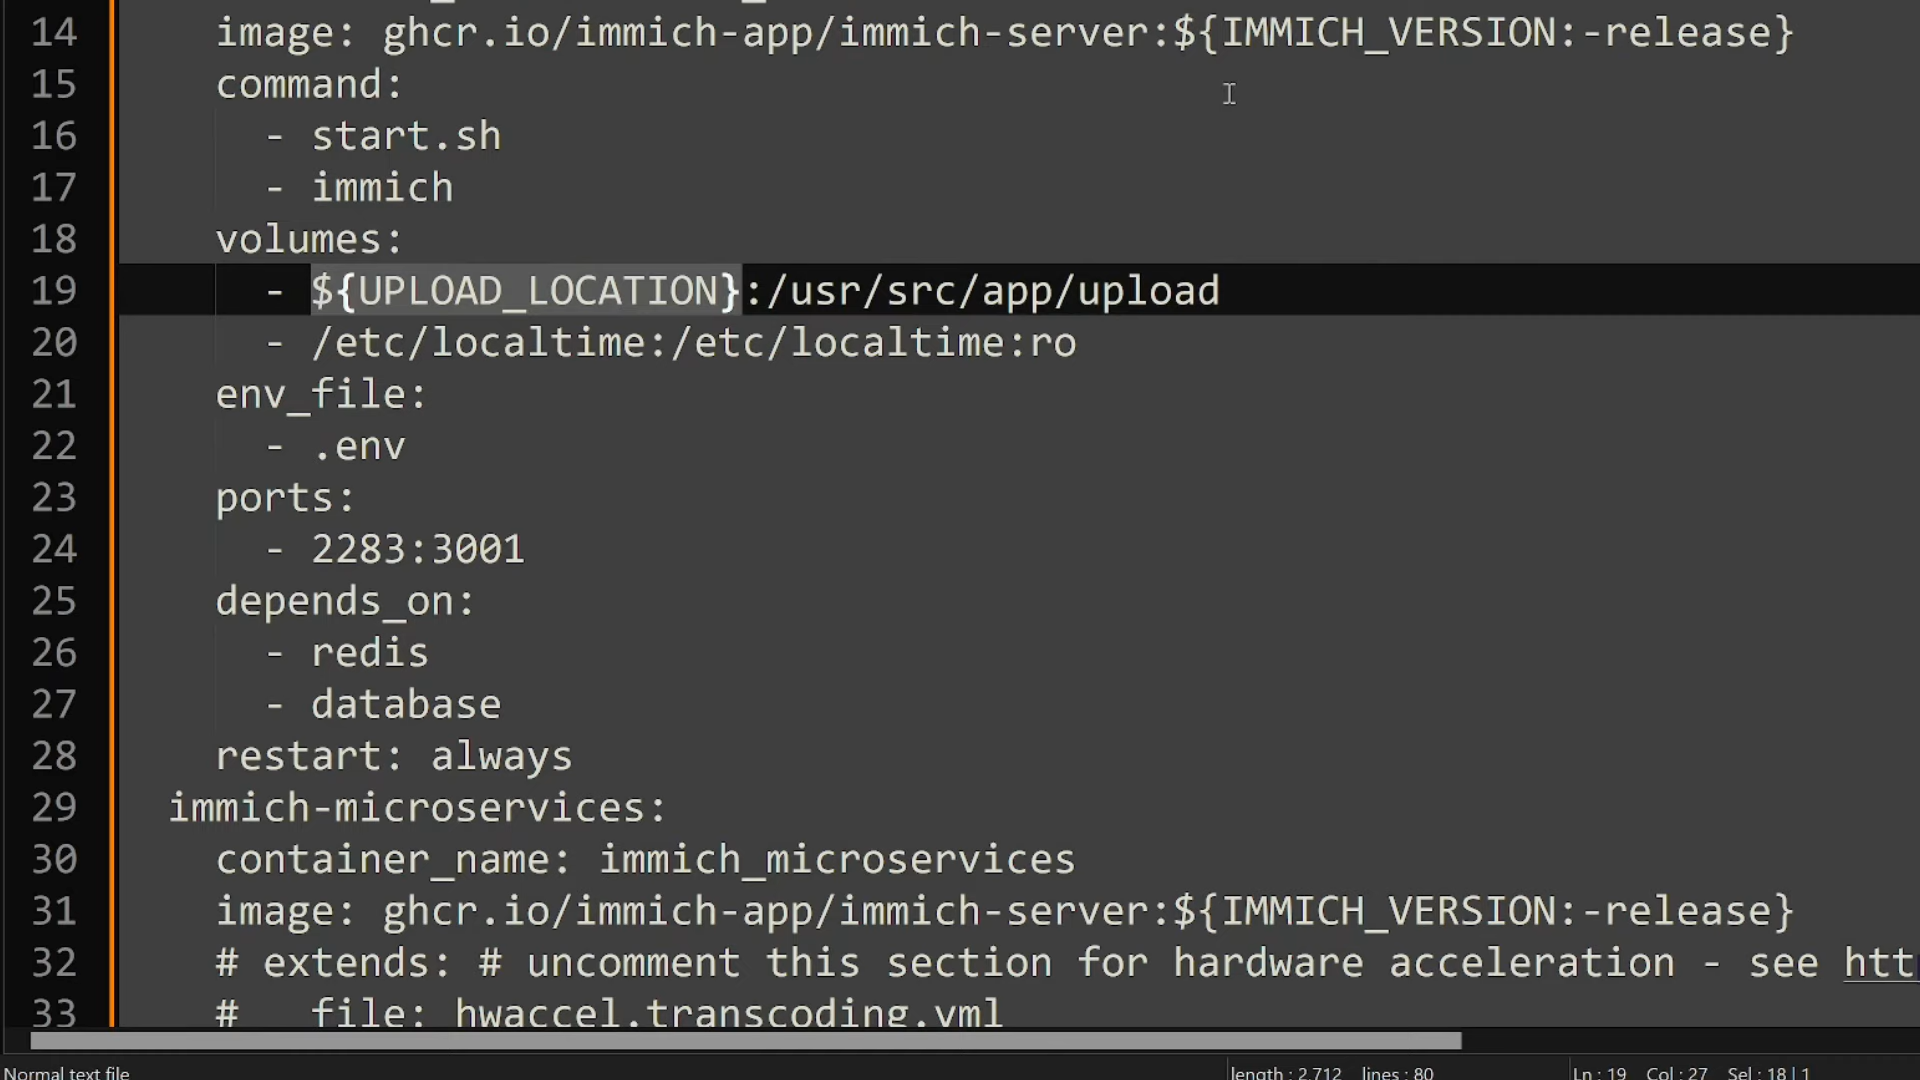 14 image: ghcr.io/immich-app/immich-server:${IMMICH_VERSION:-release}
15 command:
16 - start.sh
17 - immich
18 volumes:
19 - ${UPLOAD_LOCATION}:/usr/src/app/upload
20 - /etc/localtime:/etc/localtime:ro
21 env_file:
22 - .env
23 ports:
24 - 2283:3001
25 depends_on:
26 - redis
27 - database
28 restart: always
29 immich-microservices:
30 container_name: immich_microservices
31 image: ghcr.io/immich-app/immich-server:${IMMICH_VERSION:-release}
32 # extends: # uncomment this section for hardware acceleration - see htt
33 # file: hwaccel.transcoding.yml
Normal text file length : 2.712 lines : 80 Ln : 19 Col : 27 Sel : 18 | 1